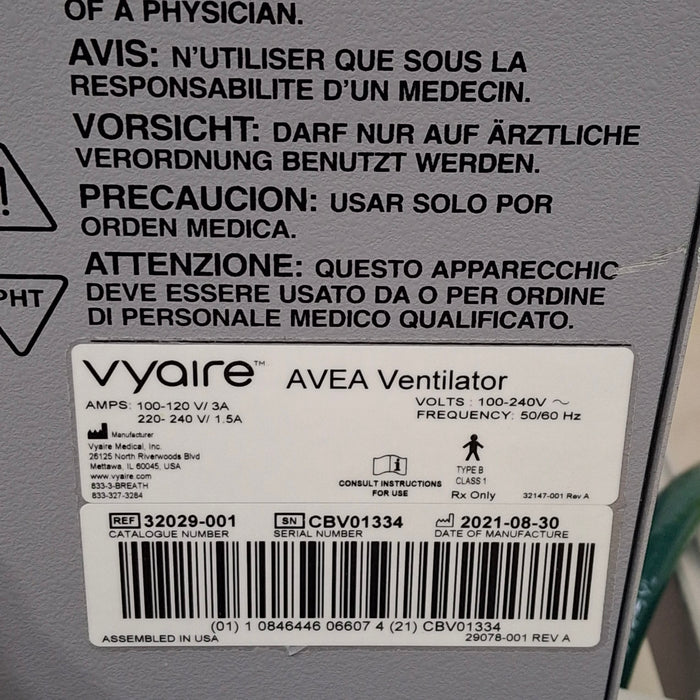 OF A PHYSICIAN.
AVIS: N'UTILISER QUE SOUS LA
RESPONSABILITE D'UN MEDECIN.
VORSICHT: DARF NUR AUF ÄRZTLICHE
VERORDNUNG BENUTZT WERDEN.
PRECAUCION: USAR SOLO POR
ORDEN MEDICA.
ATTENZIONE: QUESTO APPARECCHIC
DEVE ESSERE USATO DA O PER ORDINE
DI PERSONALE MEDICO QUALIFICATO.
!
PHT
vyaire™ AVEA Ventilator
AMPS: 100-120 V/ 3A
220- 240 V/ 1.5A
VOLTS : 100-240V ~
FREQUENCY: 50/60 Hz
Manufacturer
Vyaire Medical, Inc.
26125 North Riverwoods Blvd
Mettawa, IL 60045, USA
www.vyaire.com
833-3-BREATH
833-327-3284
i
CONSULT INSTRUCTIONS
FOR USE
TYPE B
CLASS 1
Rx Only
32147-001 Rev A
REF 32029-001
CATALOGUE NUMBER
SN CBV01334
SERIAL NUMBER
2021-08-30
DATE OF MANUFACTURE
(01) 1 0846446 06607 4 (21) CBV01334
ASSEMBLED IN USA
29078-001 REV A